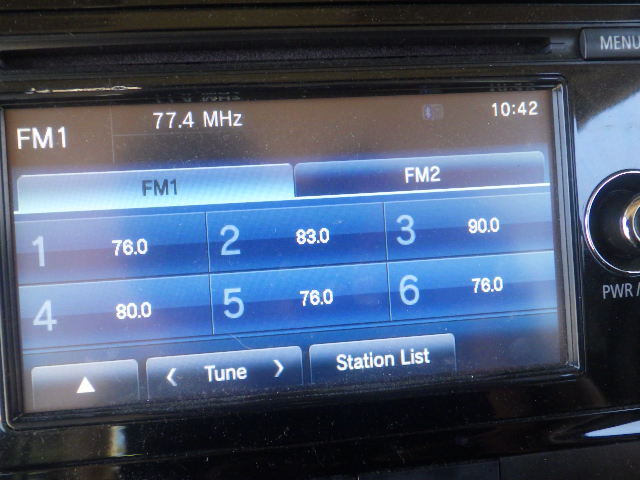 MENU
FM1 77.4 MHz 10:42
FM1 FM2
1 76.0 2 83.0 3 90.0
4 80.0 5 76.0 6 76.0
Tune Station List
PWR